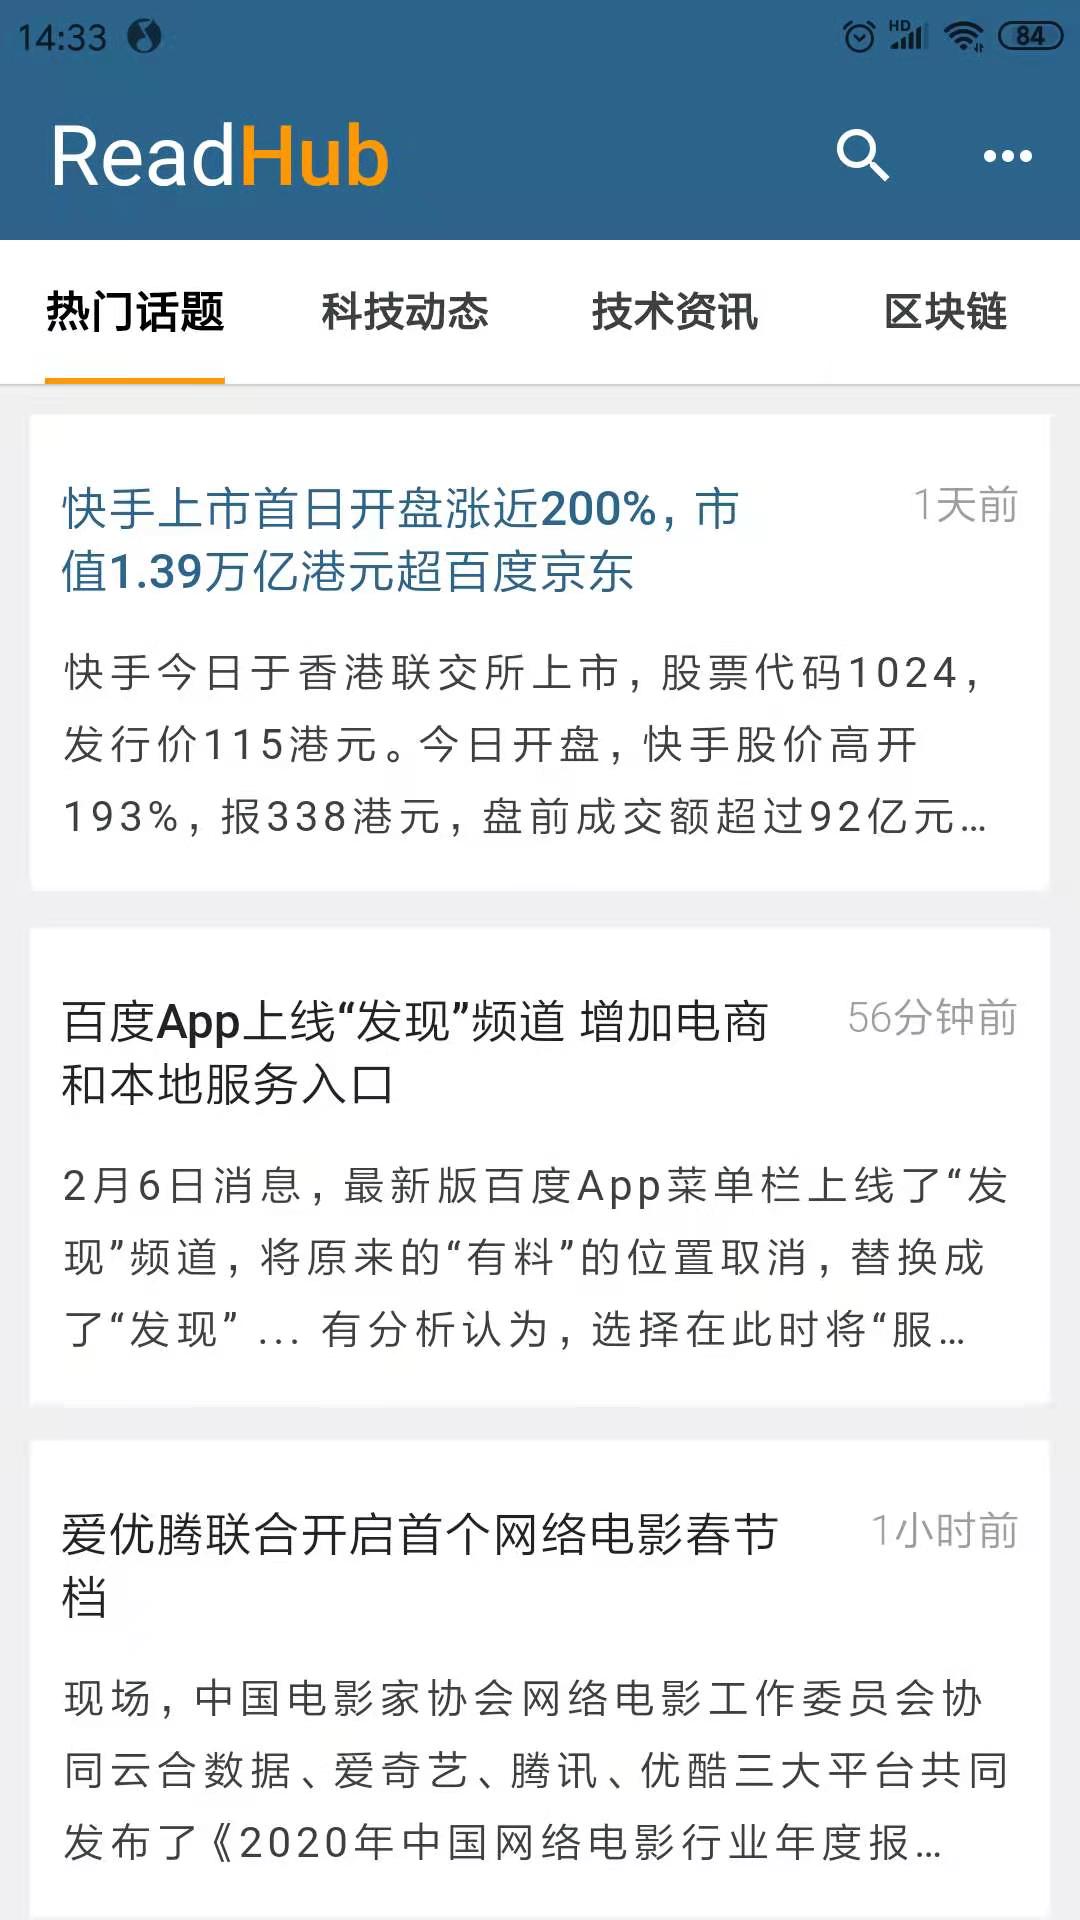 14:33 HD 84
ReadHub
热门话题 科技动态 技术资讯 区块链
快手上市首日开盘涨近200%，市 1天前
值1.39万亿港元超百度京东
快手今日于香港联交所上市，股票代码1024，
发行价115港元。今日开盘，快手股价高开
193%，报338港元，盘前成交额超过92亿元…
百度App上线“发现”频道 增加电商 56分钟前
和本地服务入口
2月6日消息，最新版百度App菜单栏上线了“发
现”频道，将原来的“有料”的位置取消，替换成
了“发现” ... 有分析认为，选择在此时将“服…
爱优腾联合开启首个网络电影春节 1小时前
档
现场，中国电影家协会网络电影工作委员会协
同云合数据、爱奇艺、腾讯、优酷三大平台共同
发布了《2020年中国网络电影行业年度报…